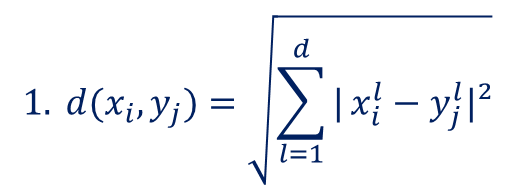 1. $d(x_i, y_j) = \sqrt{\sum_{l=1}^{d} | x_i^l - y_j^l |^2}$